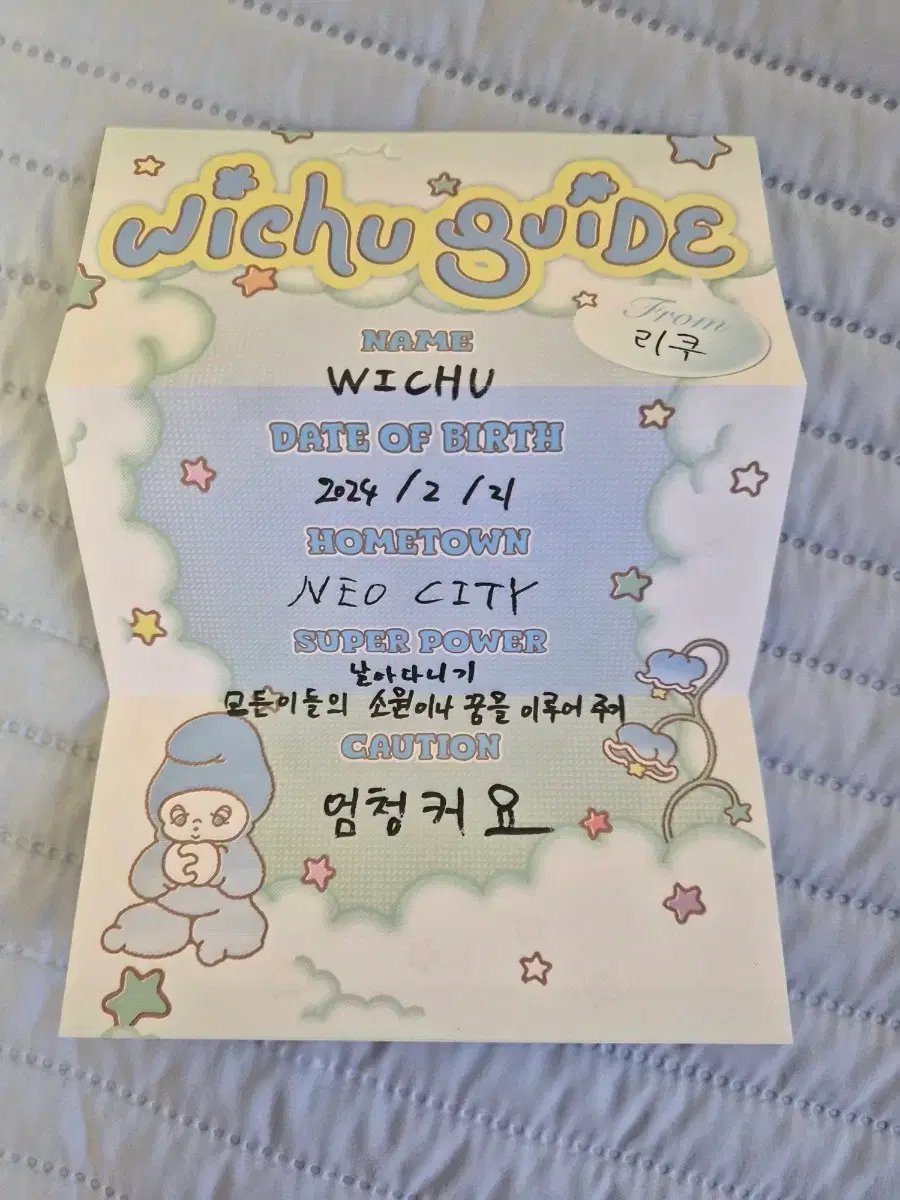 wichu guiDE
From
리쿠
NAME
WICHU
DATE OF BIRTH
2024 / 2 / 21
HOMETOWN
NEO CITY
SUPER POWER
날아다니기
모든이들의 소원이나 꿈을 이루어 주어
CAUTION
엄청커요